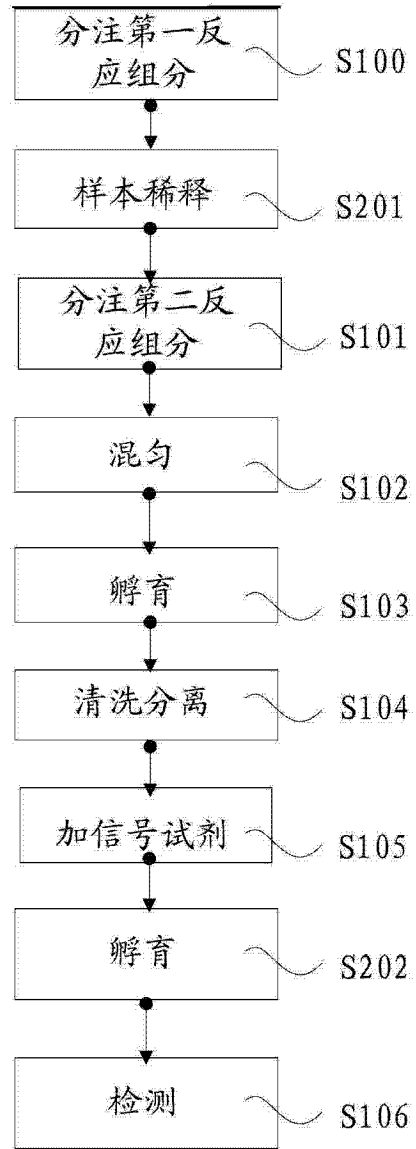 分注第一反
应组分
S100
样本稀释
S201
分注第二反
应组分
S101
混匀
S102
孵育
S103
清洗分离
S104
加信号试剂
S105
孵育
S202
检测
S106